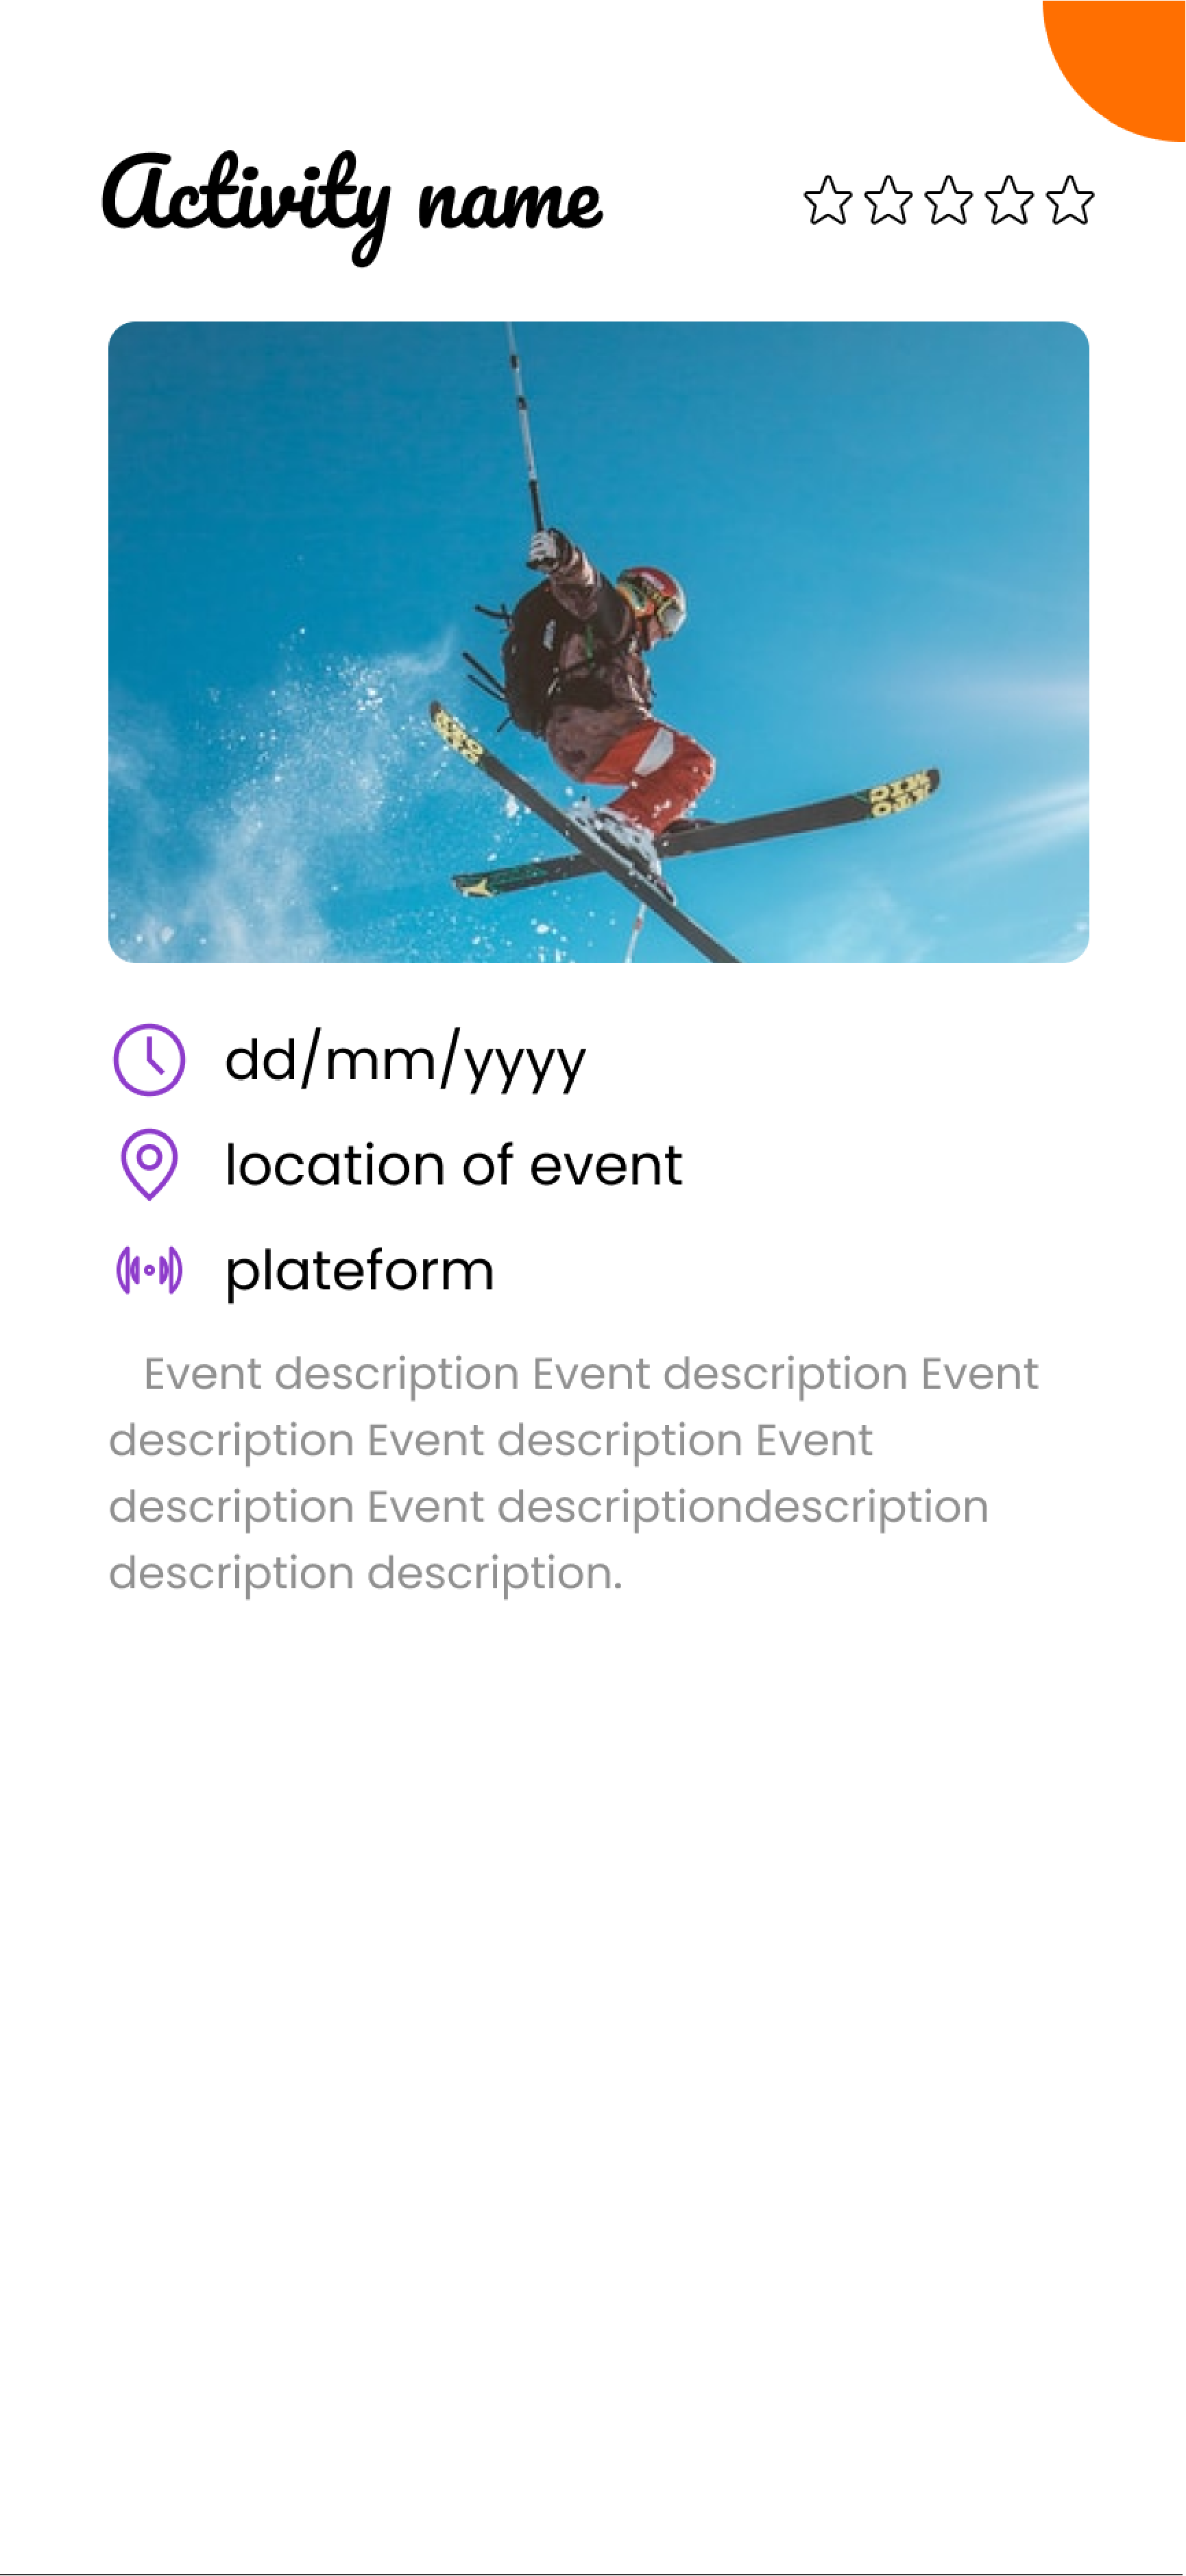 Activity name
dd/mm/yyyy
location of event
plateform
Event description Event description Event
description Event description Event
description Event descriptiondescription
description description.